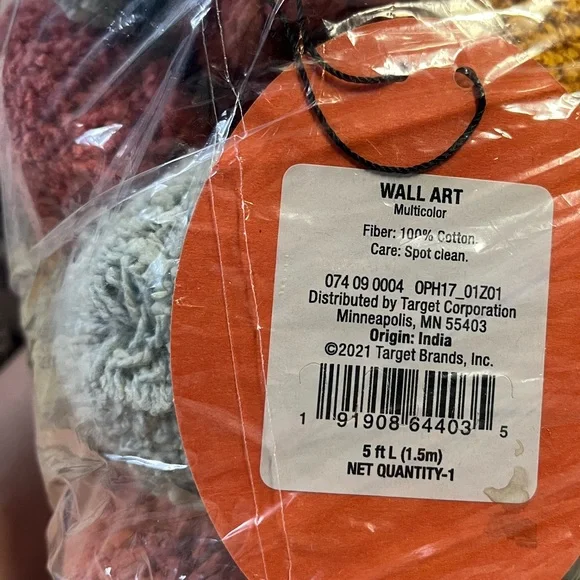 WALL ART
Multicolor
Fiber: 100% Cotton.
Care: Spot clean.
074 09 0004 OPH17_01Z01
Distributed by Target Corporation
Minneapolis, MN 55403
Origin: India
©2021 Target Brands, Inc.
1 91908 64403 5
5 ft L (1.5m)
NET QUANTITY-1